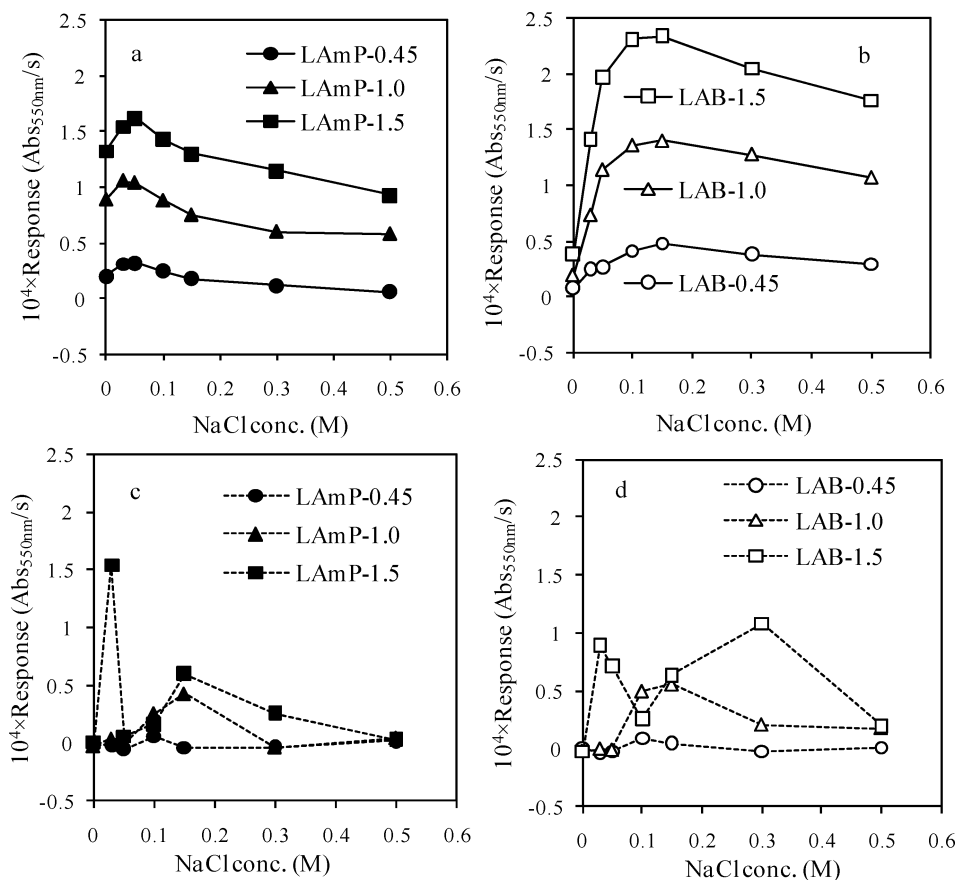 a
LAmP-0.45
LAmP-1.0
LAmP-1.5
2.5
2
1.5
1
0.5
0
-0.5
10⁴×Response (Abs₅₅₀ₙₘ/s)
0 0.1 0.2 0.3 0.4 0.5 0.6
NaCl conc. (M)
b
LAB-1.5
LAB-1.0
LAB-0.45
2.5
2
1.5
1
0.5
0
-0.5
10⁴×Response (Abs₅₅₀ₙₘ/s)
0 0.1 0.2 0.3 0.4 0.5 0.6
NaCl conc. (M)
c
LAmP-0.45
LAmP-1.0
LAmP-1.5
2.5
2
1.5
1
0.5
0
-0.5
10⁴×Response (Abs₅₅₀ₙₘ/s)
0 0.1 0.2 0.3 0.4 0.5 0.6
NaCl conc. (M)
d
LAB-0.45
LAB-1.0
LAB-1.5
2.5
2
1.5
1
0.5
0
-0.5
10⁴×Response (Abs₅₅₀ₙₘ/s)
0 0.1 0.2 0.3 0.4 0.5 0.6
NaCl conc. (M)